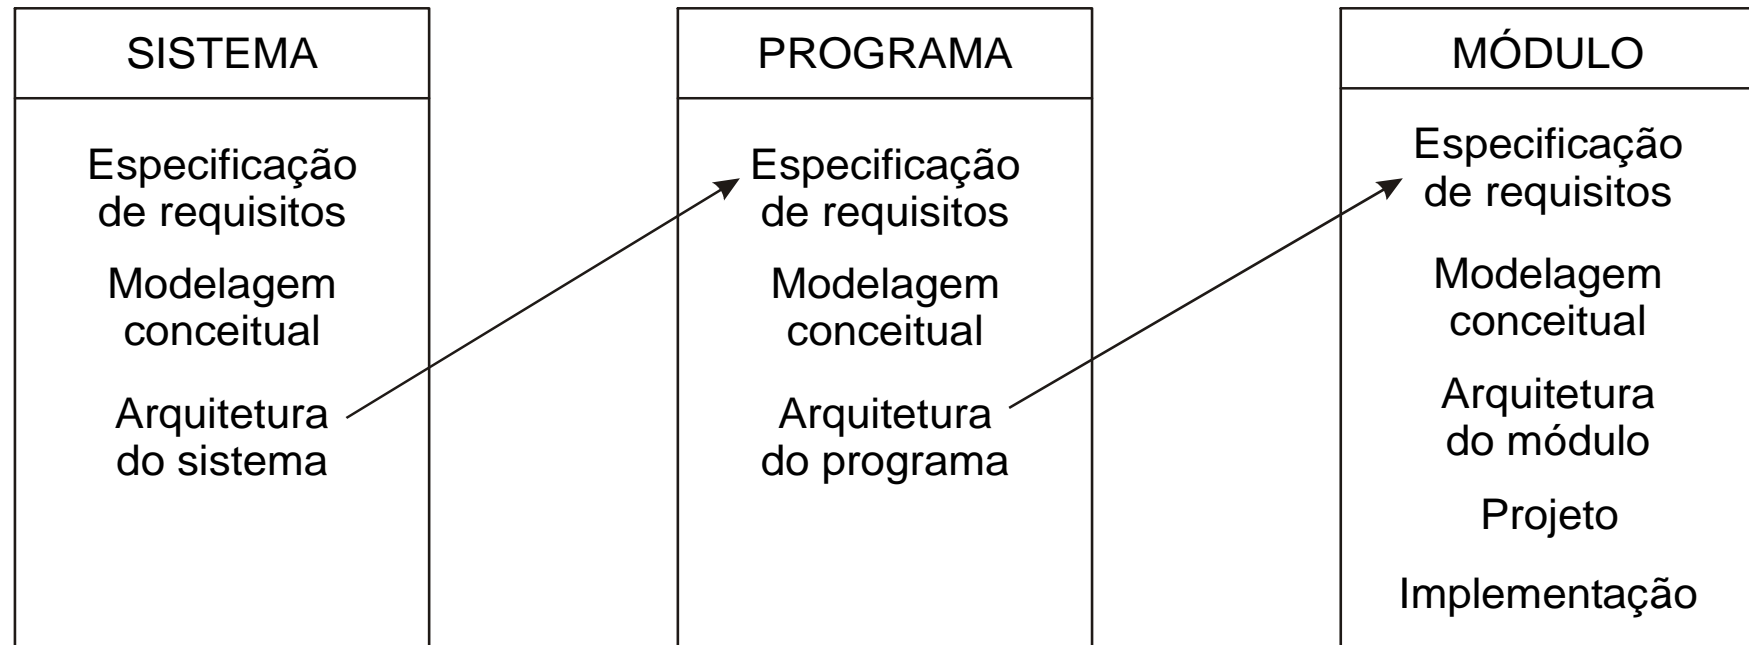 SISTEMA
Especificação
de requisitos
Modelagem
conceitual
Arquitetura
do sistema
PROGRAMA
Especificação
de requisitos
Modelagem
conceitual
Arquitetura
do programa
MÓDULO
Especificação
de requisitos
Modelagem
conceitual
Arquitetura
do módulo
Projeto
Implementação